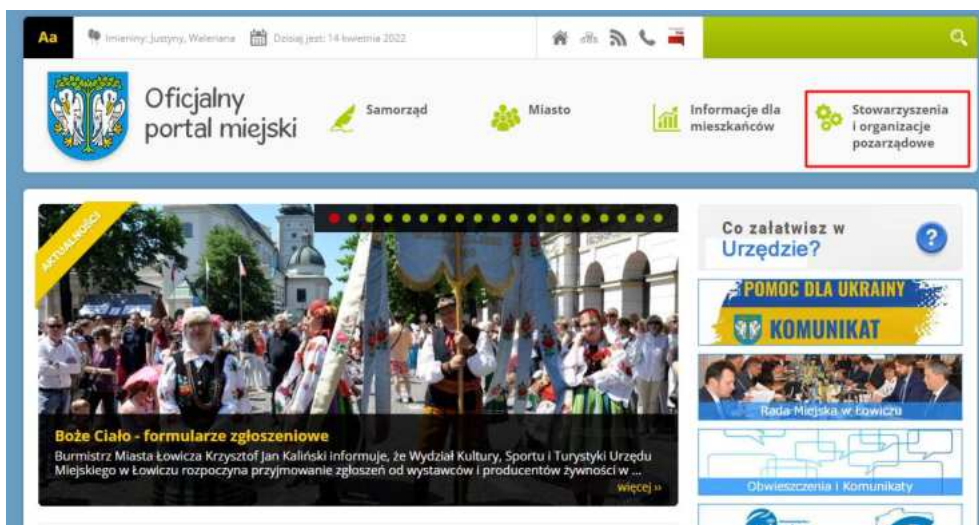 Aa
Imieniny: Justyny, Waleriana
Dzisiaj jest: 14 kwietnia 2022
Oficjalny
portal miejski
Samorząd
Miasto
Informacje dla
mieszkańców
Stowarzyszenia
i organizacje
pozarządowe
AKTUALNOŚCI
Boże Ciało - formularze zgłoszeniowe
Burmistrz Miasta Łowicza Krzysztof Jan Kaliński informuje, że Wydział Kultury, Sportu i Turystyki Urzędu
Miejskiego w Łowiczu rozpoczyna przyjmowanie zgłoszeń od wystawców i producentów żywności w ...
więcej »
Co załatwisz w
Urzędzie?
?
POMOC DLA UKRAINY
KOMUNIKAT
Rada Miejska w Łowiczu
Obwieszczenia i Komunikaty